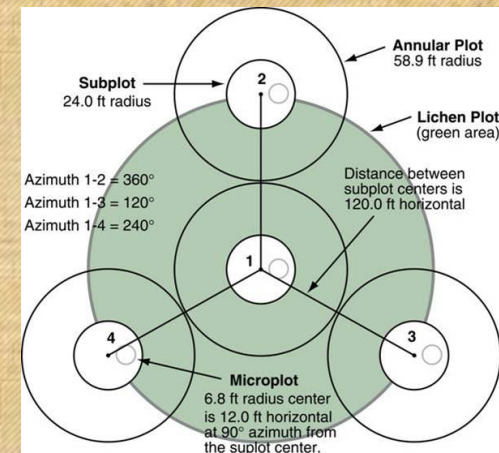 Annular Plot
58.9 ft radius
Subplot
24.0 ft radius
2
Lichen Plot
(green area)
Azimuth 1-2 = 360°
Azimuth 1-3 = 120°
Azimuth 1-4 = 240°
Distance between
subplot centers is
120.0 ft horizontal
1
4
3
Microplot
6.8 ft radius center
is 12.0 ft horizontal
at 90° azimuth from
the suplot center.